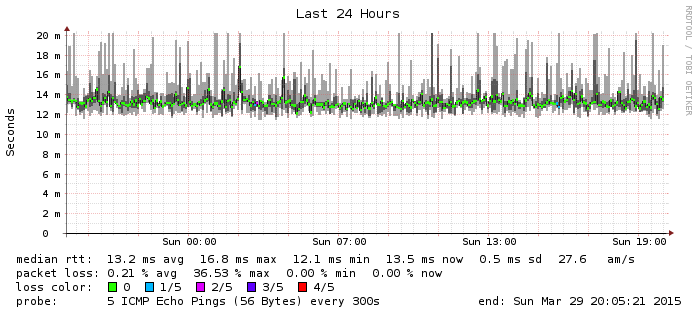 Last 24 Hours
RRDTOOL / TOBI OETIKER
Seconds
20 m
18 m
16 m
14 m
12 m
10 m
8 m
6 m
4 m
2 m
0
Sun 00:00 Sun 07:00 Sun 13:00 Sun 19:00
median rtt: 13.2 ms avg 16.8 ms max 12.1 ms min 13.5 ms now 0.5 ms sd 27.6 am/s
packet loss: 0.21 % avg 36.53 % max 0.00 % min 0.00 % now
loss color: 0 1/5 2/5 3/5 4/5
probe: 5 ICMP Echo Pings (56 Bytes) every 300s end: Sun Mar 29 20:05:21 2015